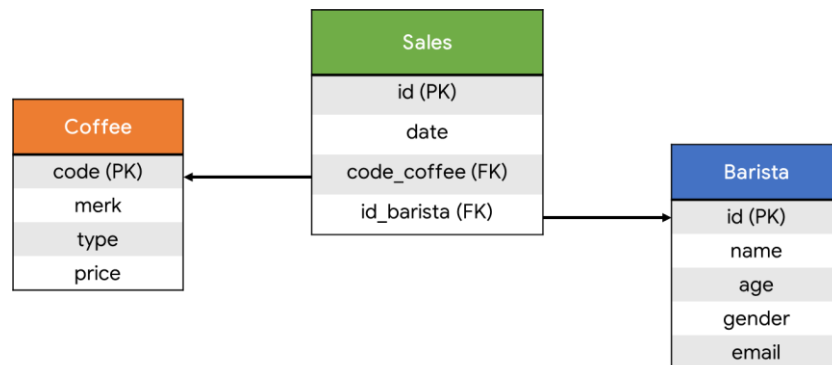 Sales
id (PK)
date
code_coffee (FK)
id_barista (FK)
Coffee
code (PK)
merk
type
price
Barista
id (PK)
name
age
gender
email